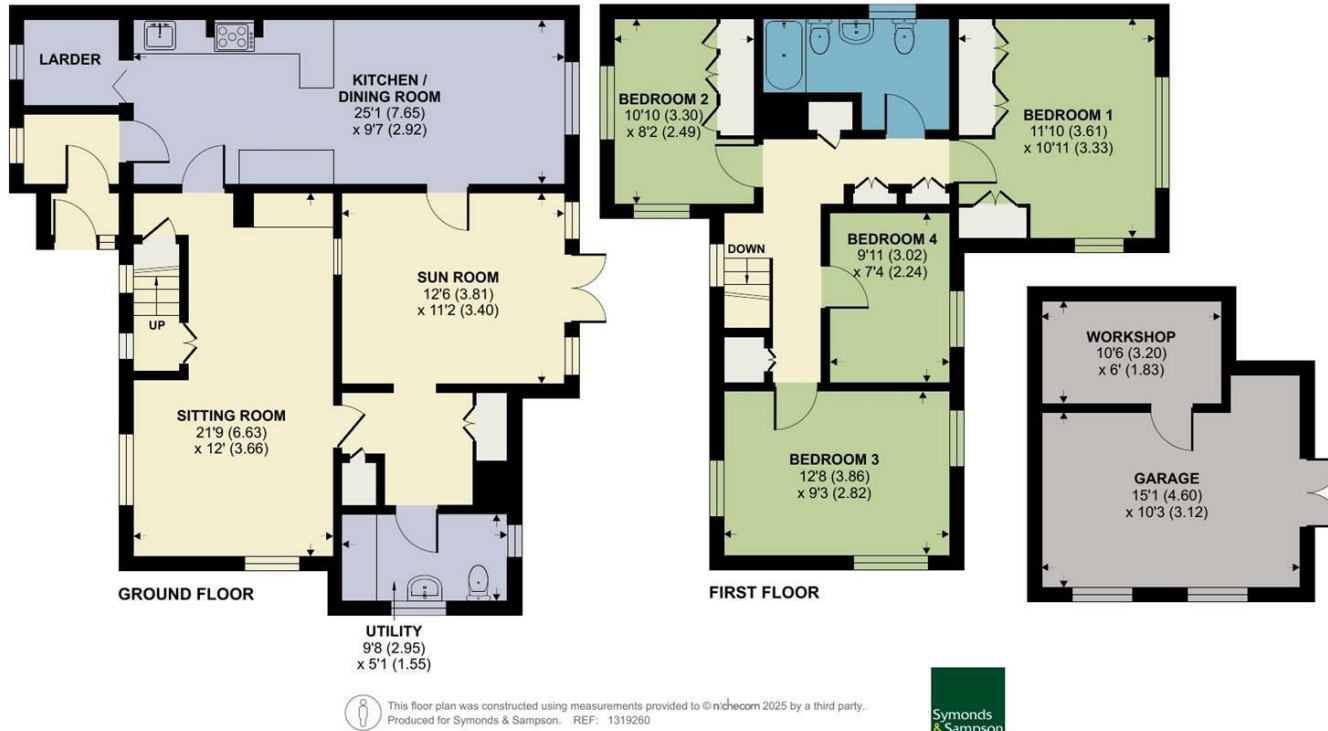 LARDER
KITCHEN /
DINING ROOM
25'1 (7.65)
x 9'7 (2.92)
SUN ROOM
12'6 (3.81)
x 11'2 (3.40)
UP
SITTING ROOM
21'9 (6.63)
x 12' (3.66)
GROUND FLOOR
UTILITY
9'8 (2.95)
x 5'1 (1.55)
BEDROOM 2
10'10 (3.30)
x 8'2 (2.49)
BEDROOM 1
11'10 (3.61)
x 10'11 (3.33)
DOWN
BEDROOM 4
9'11 (3.02)
x 7'4 (2.24)
BEDROOM 3
12'8 (3.86)
x 9'3 (2.82)
FIRST FLOOR
WORKSHOP
10'6 (3.20)
x 6' (1.83)
GARAGE
15'1 (4.60)
x 10'3 (3.12)
This floor plan was constructed using measurements provided to © n\checom 2025 by a third party.
Produced for Symonds & Sampson. REF: 1319260
Symonds
& Sampson